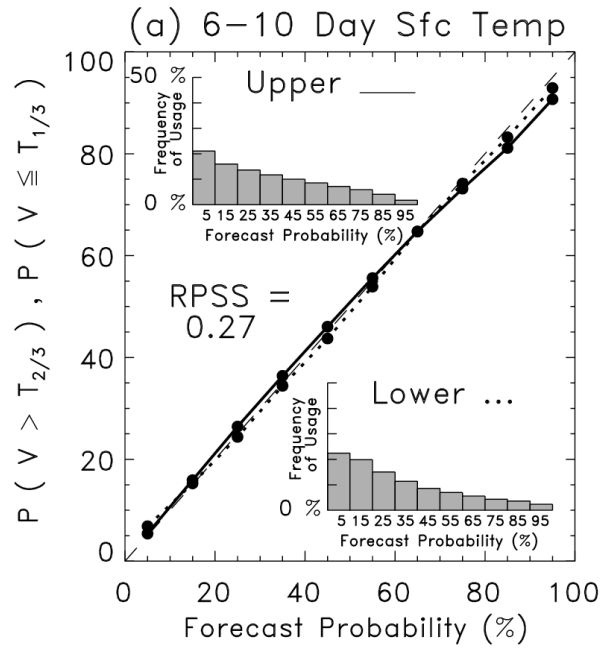 (a) 6-10 Day Sfc Temp
P ( V > T2/3 ) , P ( V ≤ T1/3 )
100
80
60
40
20
0
50 %
Upper
Frequency
of Usage
0 %
5 15 25 35 45 55 65 75 85 95
Forecast Probability (%)
RPSS =
0.27
Lower ...
Frequency
of Usage
0 %
5 15 25 35 45 55 65 75 85 95
Forecast Probability (%)
0 20 40 60 80 100
Forecast Probability (%)